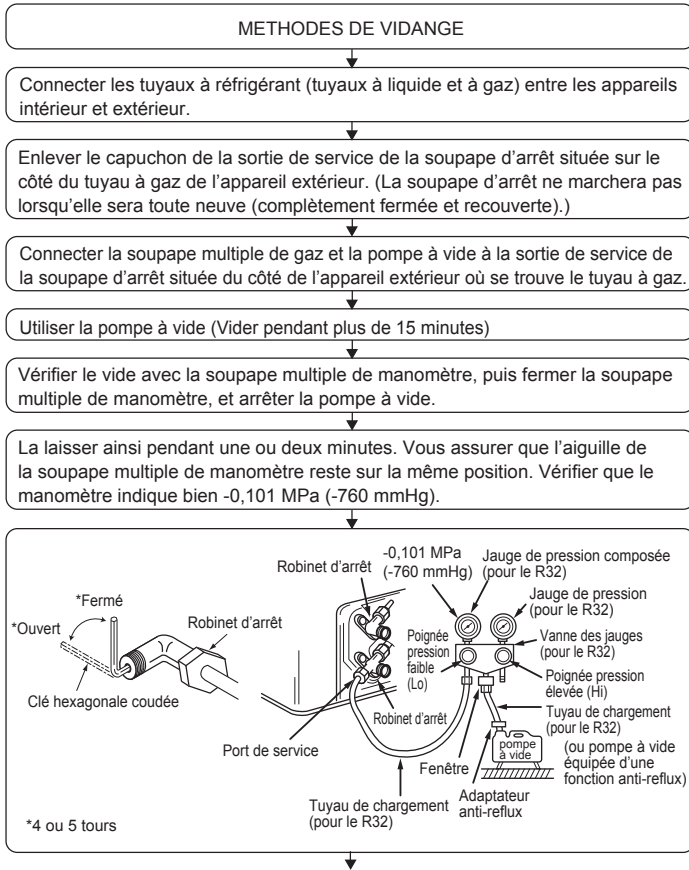 METHODES DE VIDANGE
Connecter les tuyaux à réfrigérant (tuyaux à liquide et à gaz) entre les appareils
intérieur et extérieur.
Enlever le capuchon de la sortie de service de la soupape d'arrêt située sur le
côté du tuyau à gaz de l'appareil extérieur. (La soupape d'arrêt ne marchera pas
lorsqu'elle sera toute neuve (complètement fermée et recouverte).)
Connecter la soupape multiple de gaz et la pompe à vide à la sortie de service de
la soupape d'arrêt située du côté de l'appareil extérieur où se trouve le tuyau à gaz.
Utiliser la pompe à vide (Vider pendant plus de 15 minutes)
Vérifier le vide avec la soupape multiple de manomètre, puis fermer la soupape
multiple de manomètre, et arrêter la pompe à vide.
La laisser ainsi pendant une ou deux minutes. Vous assurer que l'aiguille de
la soupape multiple de manomètre reste sur la même position. Vérifier que le
manomètre indique bien -0,101 MPa (-760 mmHg).
*Fermé
*Ouvert
Robinet d'arrêt
Clé hexagonale coudée
*4 ou 5 tours
Robinet d'arrêt
-0,101 MPa
(-760 mmHg)
Jauge de pression composée
(pour le R32)
Jauge de pression
(pour le R32)
Vanne des jauges
(pour le R32)
Poignée
pression
faible
(Lo)
Poignée pression
élevée (Hi)
Robinet d'arrêt
Port de service
Tuyau de chargement
(pour le R32)
pompe
à vide
(ou pompe à vide
équipée d'une
fonction anti-reflux)
Fenêtre
Adaptateur
anti-reflux
Tuyau de chargement
(pour le R32)